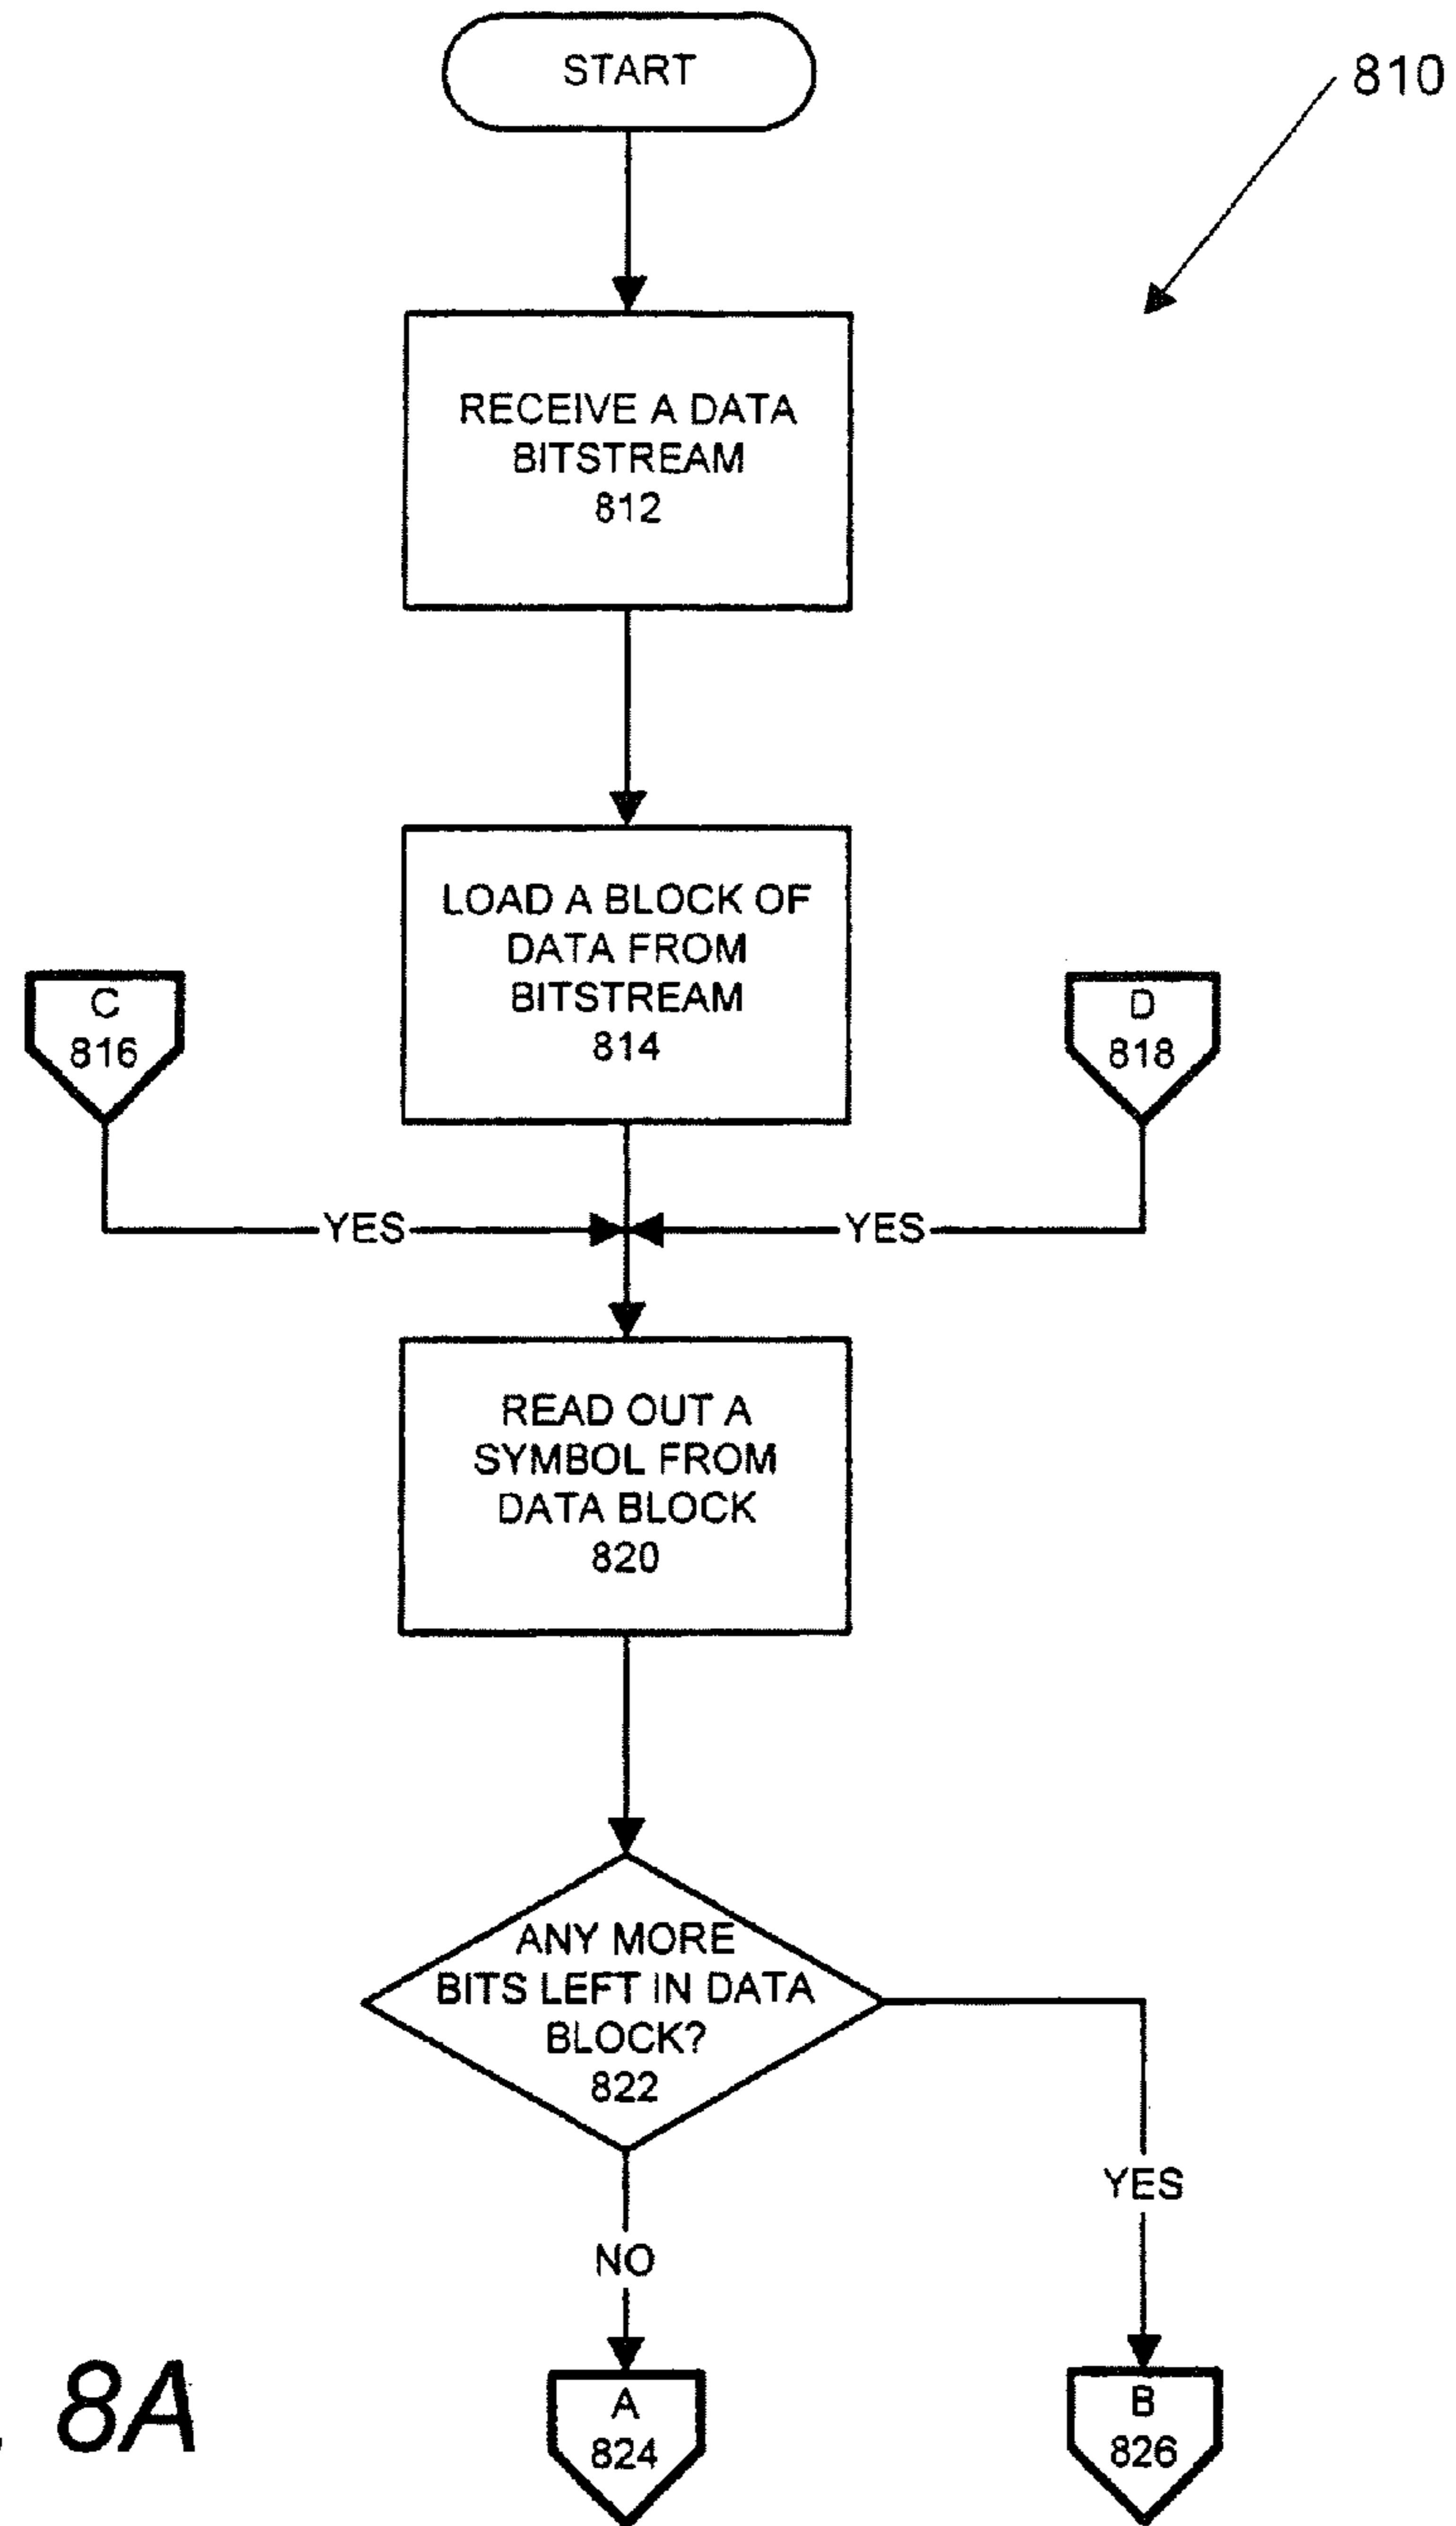 START
810
RECEIVE A DATA
BITSTREAM
812
LOAD A BLOCK OF
DATA FROM
BITSTREAM
814
C
816
D
818
YES
YES
READ OUT A
SYMBOL FROM
DATA BLOCK
820
ANY MORE
BITS LEFT IN DATA
BLOCK?
822
YES
NO
A
824
B
826
. 8A